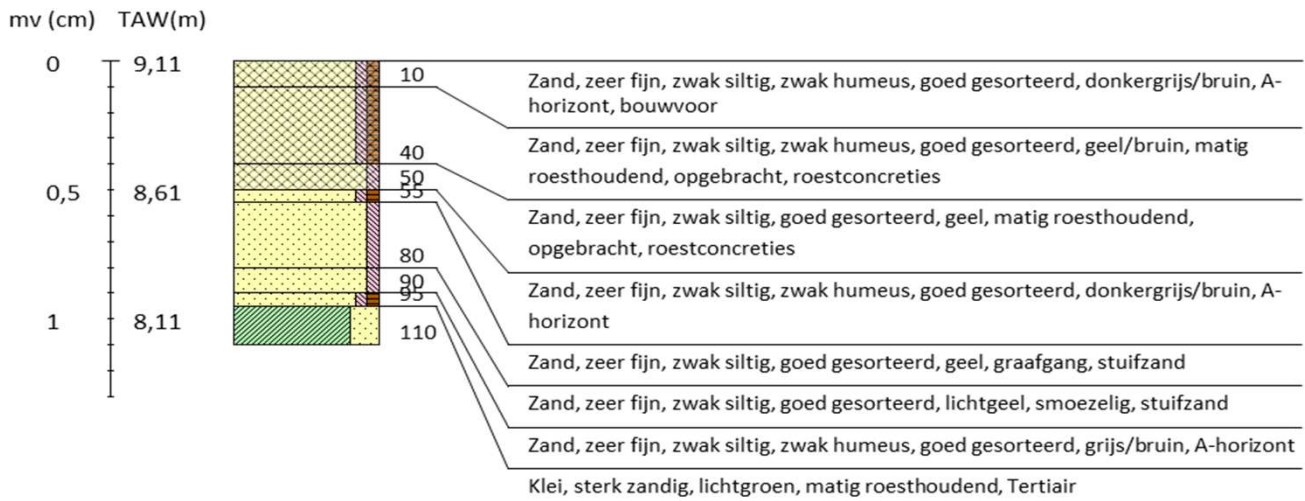 mv (cm) TAW(m)
0 9,11
10
Zand, zeer fijn, zwak siltig, zwak humeus, goed gesorteerd, donkergrijs/bruin, A-
horizont, bouwvoor
Zand, zeer fijn, zwak siltig, zwak humeus, goed gesorteerd, geel/bruin, matig
roesthoudend, opgebracht, roestconcreties
40
50
0,5 8,61
55
Zand, zeer fijn, zwak siltig, goed gesorteerd, geel, matig roesthoudend,
opgebracht, roestconcreties
80
90
95
Zand, zeer fijn, zwak siltig, zwak humeus, goed gesorteerd, donkergrijs/bruin, A-
horizont
1 8,11
110
Zand, zeer fijn, zwak siltig, goed gesorteerd, geel, graafgang, stuifzand
Zand, zeer fijn, zwak siltig, goed gesorteerd, lichtgeel, smoezelig, stuifzand
Zand, zeer fijn, zwak siltig, zwak humeus, goed gesorteerd, grijs/bruin, A-horizont
Klei, sterk zandig, lichtgroen, matig roesthoudend, Tertiair